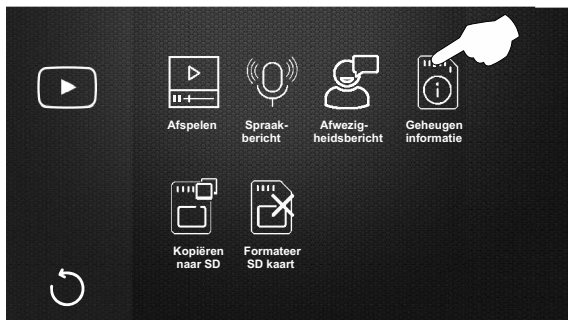 Afspelen
Spraak-
bericht
Afwezig-
heidsbericht
Geheugen
informatie
Kopiëren
naar SD
Formateer
SD kaart